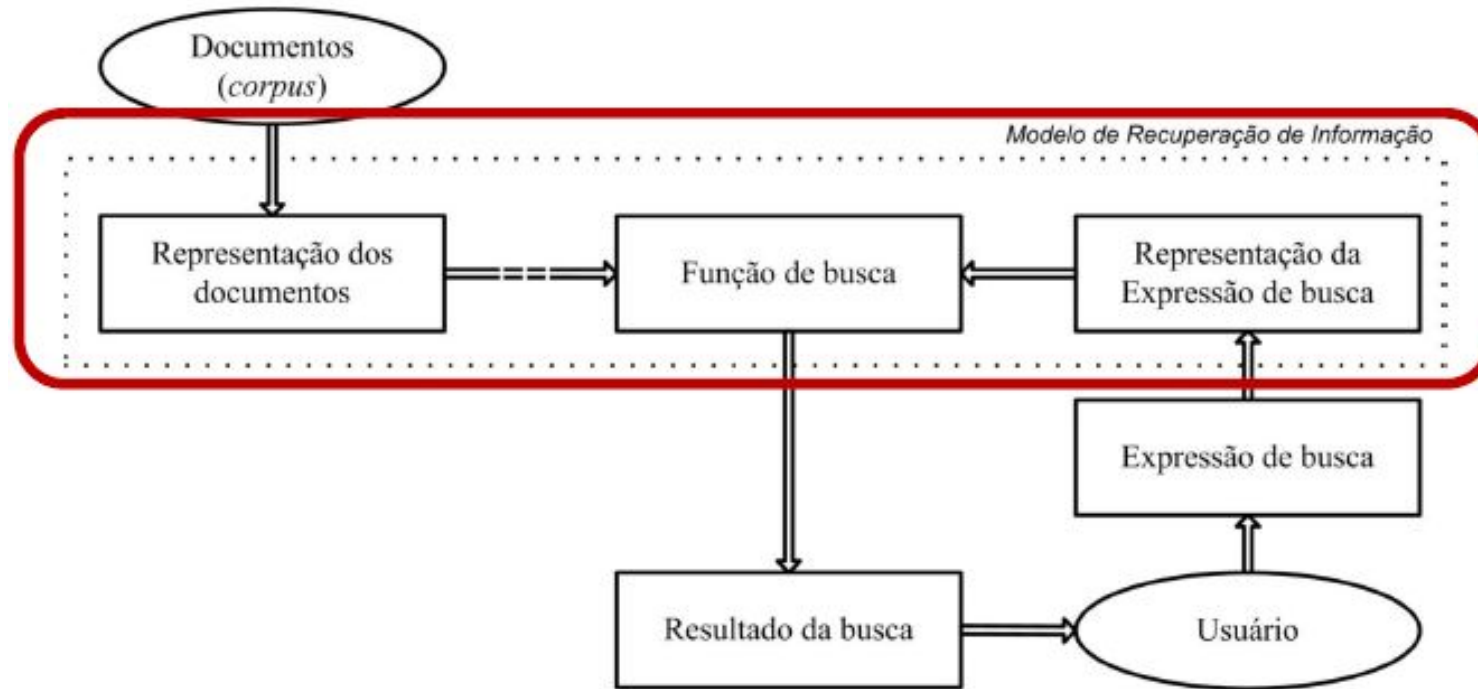 Documentos
(corpus)
Modelo de Recuperação de Informação
Representação dos
documentos
Função de busca
Representação da
Expressão de busca
Expressão de busca
Resultado da busca
Usuário